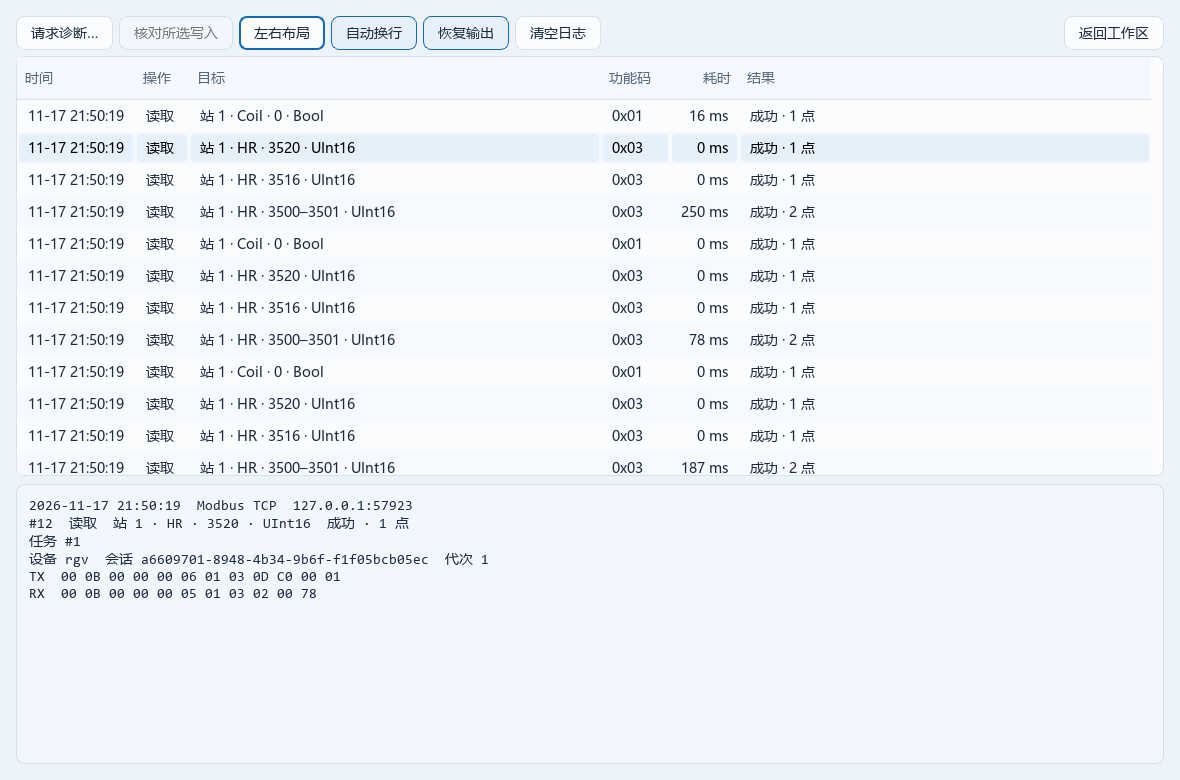 请求诊断... 核对所选写入 左右布局 自动换行 恢复输出 清空日志 返回工作区
时间 操作 目标 功能码 耗时 结果
11-17 21:50:19 读取 站 1 · Coil · 0 · Bool 0x01 16 ms 成功 · 1 点
11-17 21:50:19 读取 站 1 · HR · 3520 · UInt16 0x03 0 ms 成功 · 1 点
11-17 21:50:19 读取 站 1 · HR · 3516 · UInt16 0x03 0 ms 成功 · 1 点
11-17 21:50:19 读取 站 1 · HR · 3500–3501 · UInt16 0x03 250 ms 成功 · 2 点
11-17 21:50:19 读取 站 1 · Coil · 0 · Bool 0x01 0 ms 成功 · 1 点
11-17 21:50:19 读取 站 1 · HR · 3520 · UInt16 0x03 0 ms 成功 · 1 点
11-17 21:50:19 读取 站 1 · HR · 3516 · UInt16 0x03 0 ms 成功 · 1 点
11-17 21:50:19 读取 站 1 · HR · 3500–3501 · UInt16 0x03 78 ms 成功 · 2 点
11-17 21:50:19 读取 站 1 · Coil · 0 · Bool 0x01 0 ms 成功 · 1 点
11-17 21:50:19 读取 站 1 · HR · 3520 · UInt16 0x03 0 ms 成功 · 1 点
11-17 21:50:19 读取 站 1 · HR · 3516 · UInt16 0x03 0 ms 成功 · 1 点
11-17 21:50:19 读取 站 1 · HR · 3500–3501 · UInt16 0x03 187 ms 成功 · 2 点
2026-11-17 21:50:19 Modbus TCP 127.0.0.1:57923
#12 读取 站 1 · HR · 3520 · UInt16 成功 · 1 点
任务 #1
设备 rgv 会话 a6609701-8948-4b34-9b6f-f1f05bcb05ec 代次 1
TX 00 0B 00 00 00 06 01 03 0D C0 00 01
RX 00 0B 00 00 00 05 01 03 02 00 78